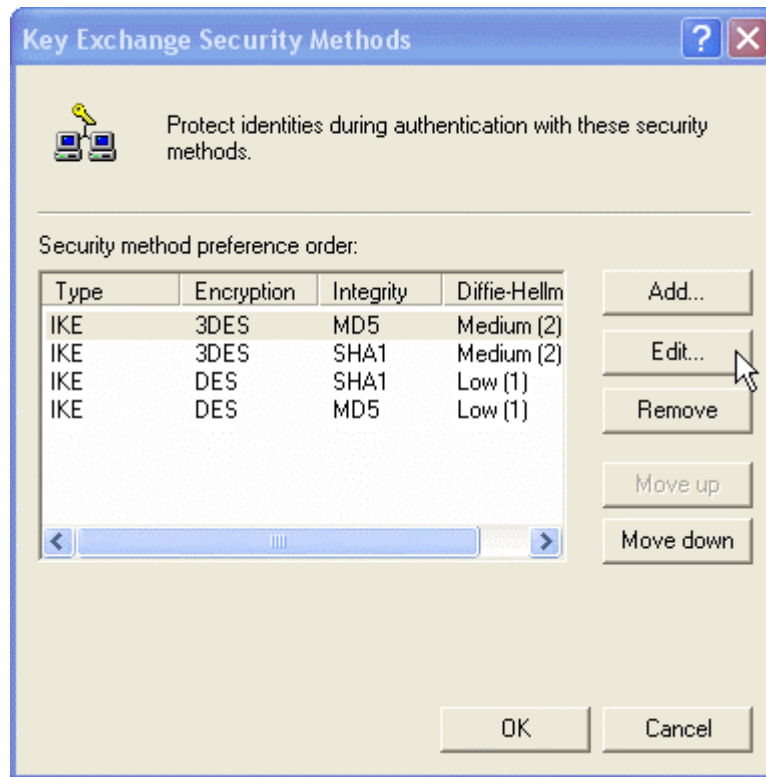 Key Exchange Security Methods
?
Protect identities during authentication with these security
methods.
Security method preference order:
Type Encryption Integrity Diffie-Hellm
IKE 3DES MD5 Medium (2)
IKE 3DES SHA1 Medium (2)
IKE DES SHA1 Low (1)
IKE DES MD5 Low (1)
Add...
Edit...
Remove
Move up
Move down
OK Cancel